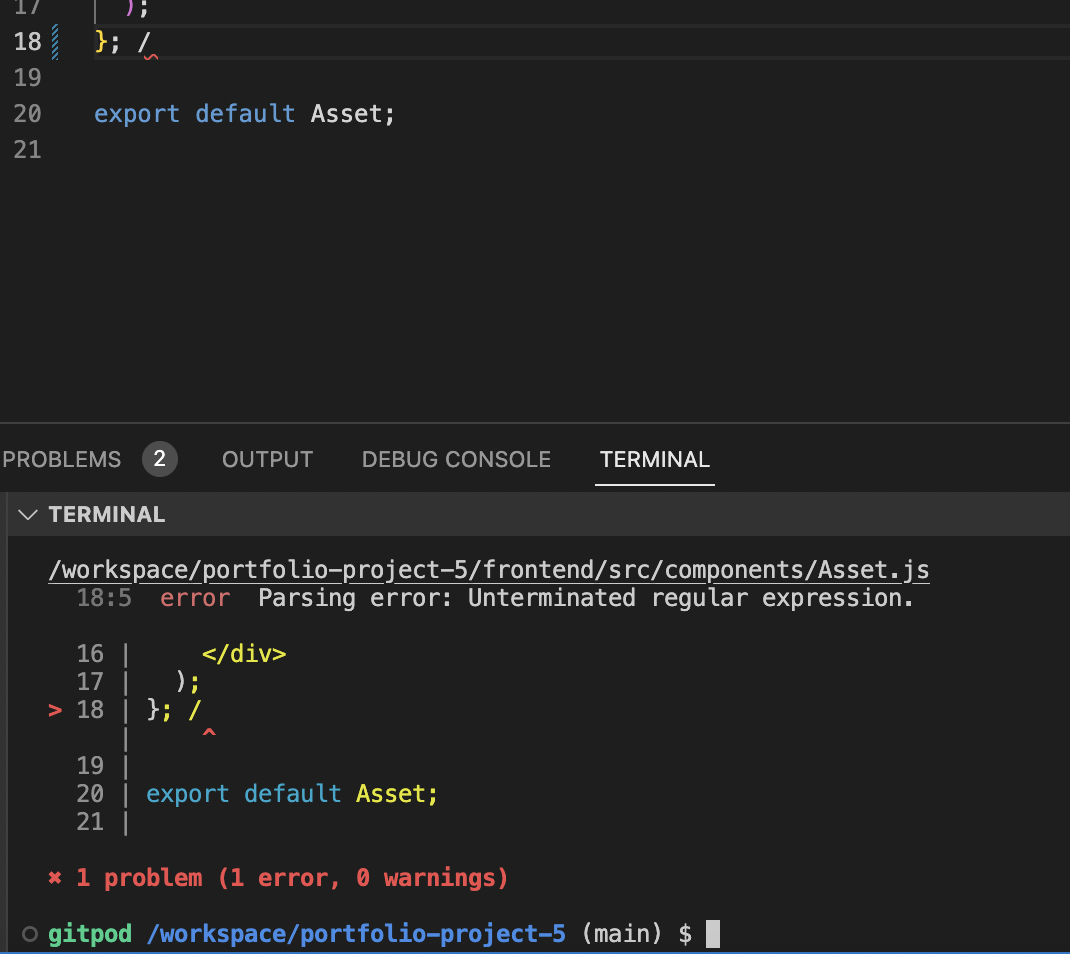 17 );
18 }; /
19
20 export default Asset;
21
PROBLEMS 2 OUTPUT DEBUG CONSOLE TERMINAL
TERMINAL
/workspace/portfolio-project-5/frontend/src/components/Asset.js
18:5 error Parsing error: Unterminated regular expression.
16 | </div>
17 | );
> 18 | }; /
| ^
19 |
20 | export default Asset;
21 |
✖ 1 problem (1 error, 0 warnings)
gitpod /workspace/portfolio-project-5 (main) $